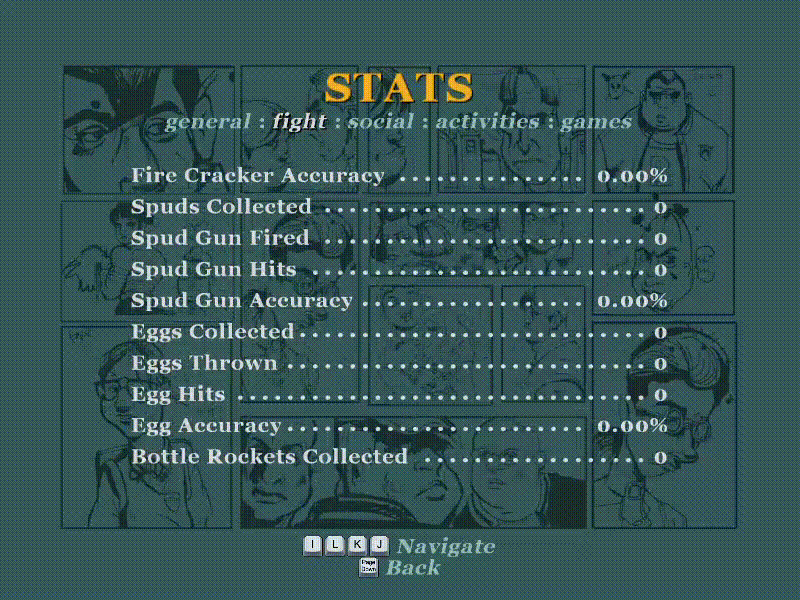 STATS
general : fight : social : activities : games
Fire Cracker Accuracy ............... 0.00%
Spuds Collected ........................... 0
Spud Gun Fired ........................... 0
Spud Gun Hits ............................ 0
Spud Gun Accuracy .................. 0.00%
Eggs Collected ............................. 0
Eggs Thrown .............................. 0
Egg Hits ................................... 0
Egg Accuracy ........................ 0.00%
Bottle Rockets Collected .................. 0
I L K J Navigate
Page Down Back